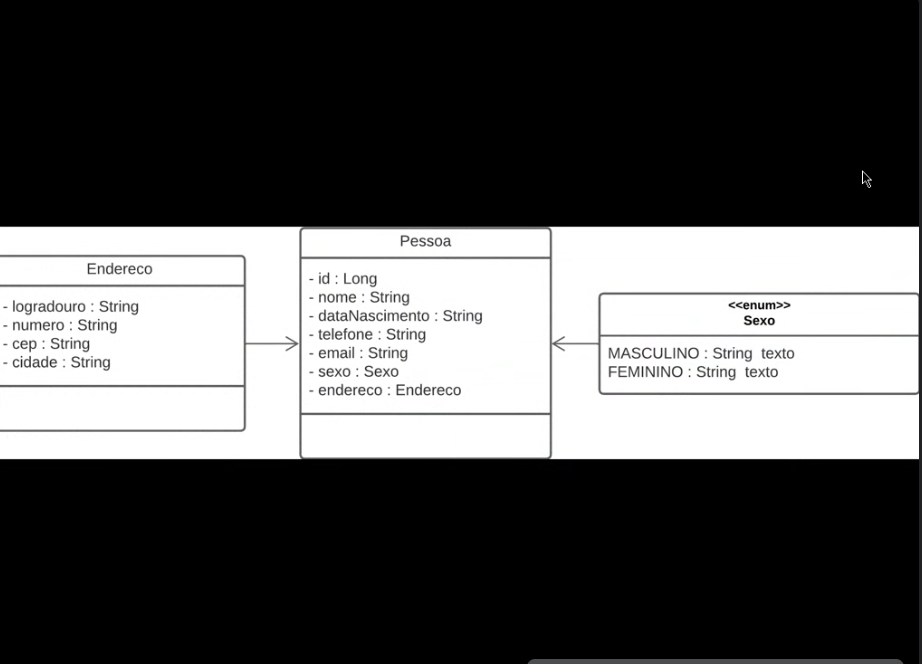 Endereco
- logradouro : String
- numero : String
- cep : String
- cidade : String
Pessoa
- id : Long
- nome : String
- dataNascimento : String
- telefone : String
- email : String
- sexo : Sexo
- endereco : Endereco
<<enum>>
Sexo
MASCULINO : String texto
FEMININO : String texto